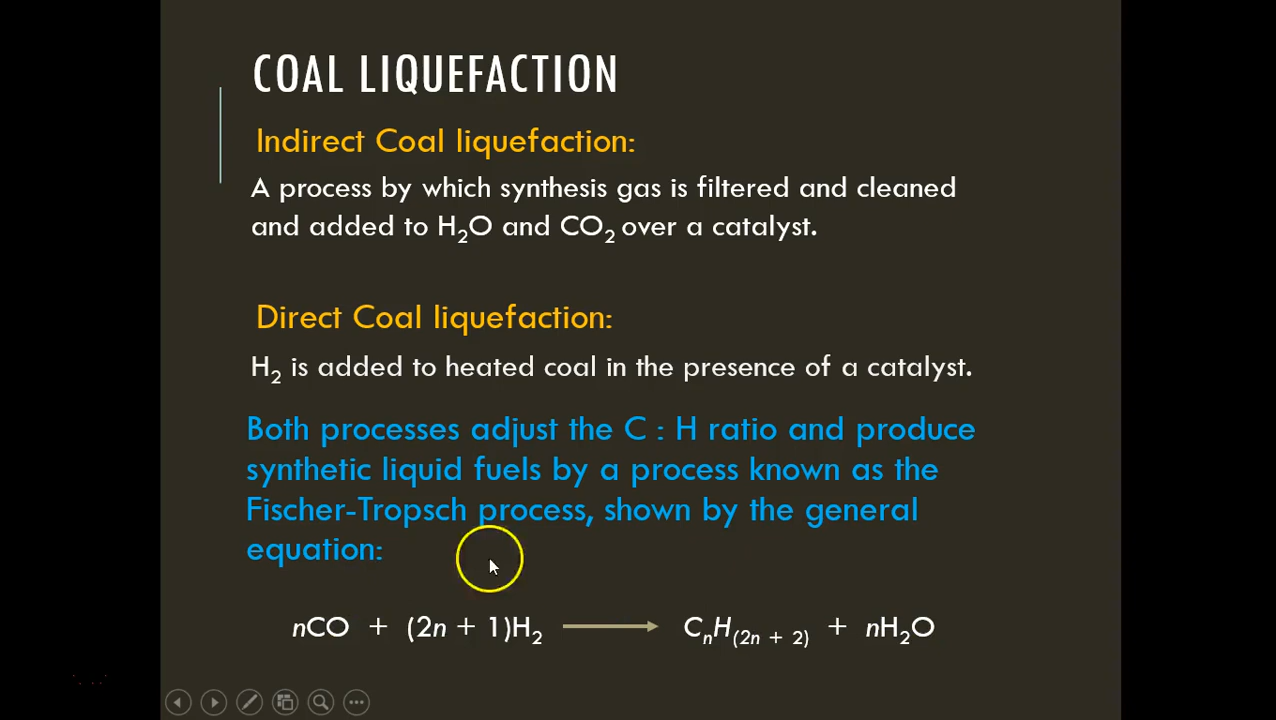 COAL LIQUEFACTION
Indirect Coal liquefaction:
A process by which synthesis gas is filtered and cleaned
and added to H₂O and CO₂ over a catalyst.
Direct Coal liquefaction:
H₂ is added to heated coal in the presence of a catalyst.
Both processes adjust the C : H ratio and produce
synthetic liquid fuels by a process known as the
Fischer-Tropsch process, shown by the general
equation:
nCO + (2n + 1)H₂ ⟶ CₙH₍₂ₙ ₊ ₂₎ + nH₂O